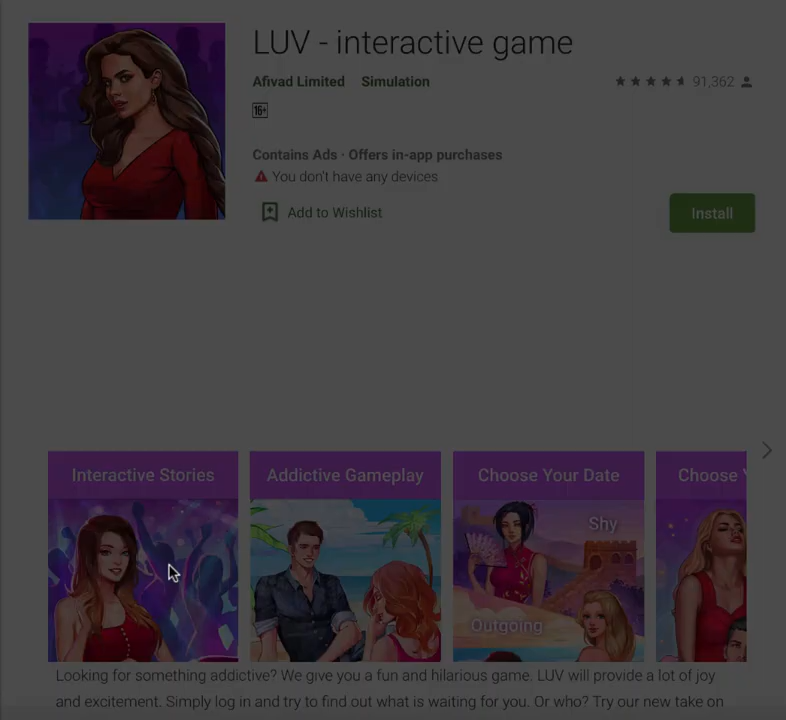 LUV - interactive game
Afivad Limited Simulation 91,362
16+
Contains Ads · Offers in-app purchases
You don't have any devices
Add to Wishlist Install
Interactive Stories Addictive Gameplay Choose Your Date Choose
Shy
Outgoing
Looking for something addictive? We give you a fun and hilarious game. LUV will provide a lot of joy
and excitement. Simply log in and try to find out what is waiting for you. Or who? Try our new take on